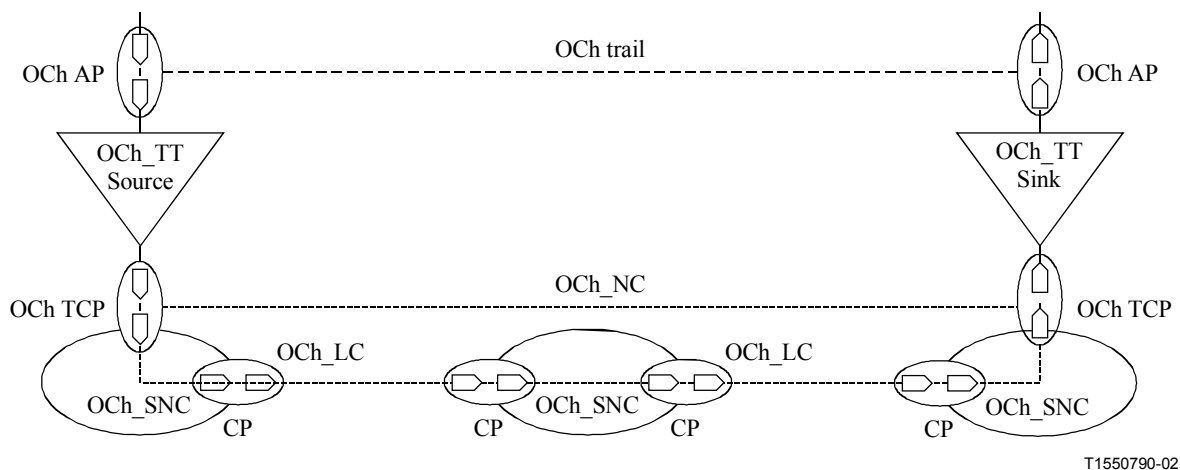 OCh trail
OCh AP
OCh AP
OCh_TT
Source
OCh_TT
Sink
OCh_NC
OCh TCP
OCh TCP
OCh_LC
OCh_LC
OCh_SNC
OCh_SNC
OCh_SNC
CP
CP
CP
CP
T1550790-02